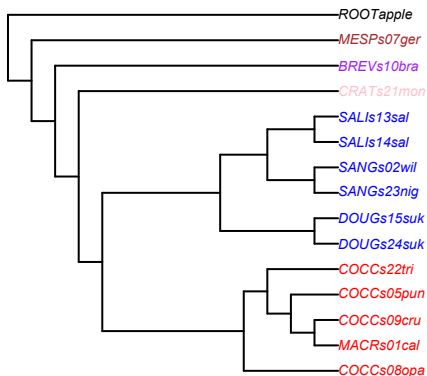 ROOTapple
MESPs07ger
BREVs10bra
CRATs21mon
SALIs13sal
SALIs14sal
SANGs02wil
SANGs23nig
DOUGs15suk
DOUGs24suk
COCCs22tri
COCCs05pun
COCCs09cru
MACRs01cal
COCCs08opa